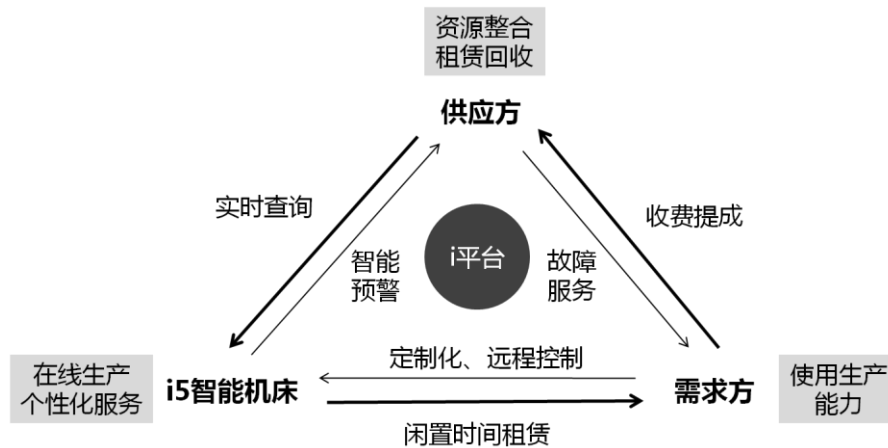 资源整合
租赁回收
供应方
实时查询
收费提成
智能
预警
i平台
故障
服务
定制化、远程控制
在线生产
个性化服务
i5智能机床
需求方
使用生产
能力
闲置时间租赁